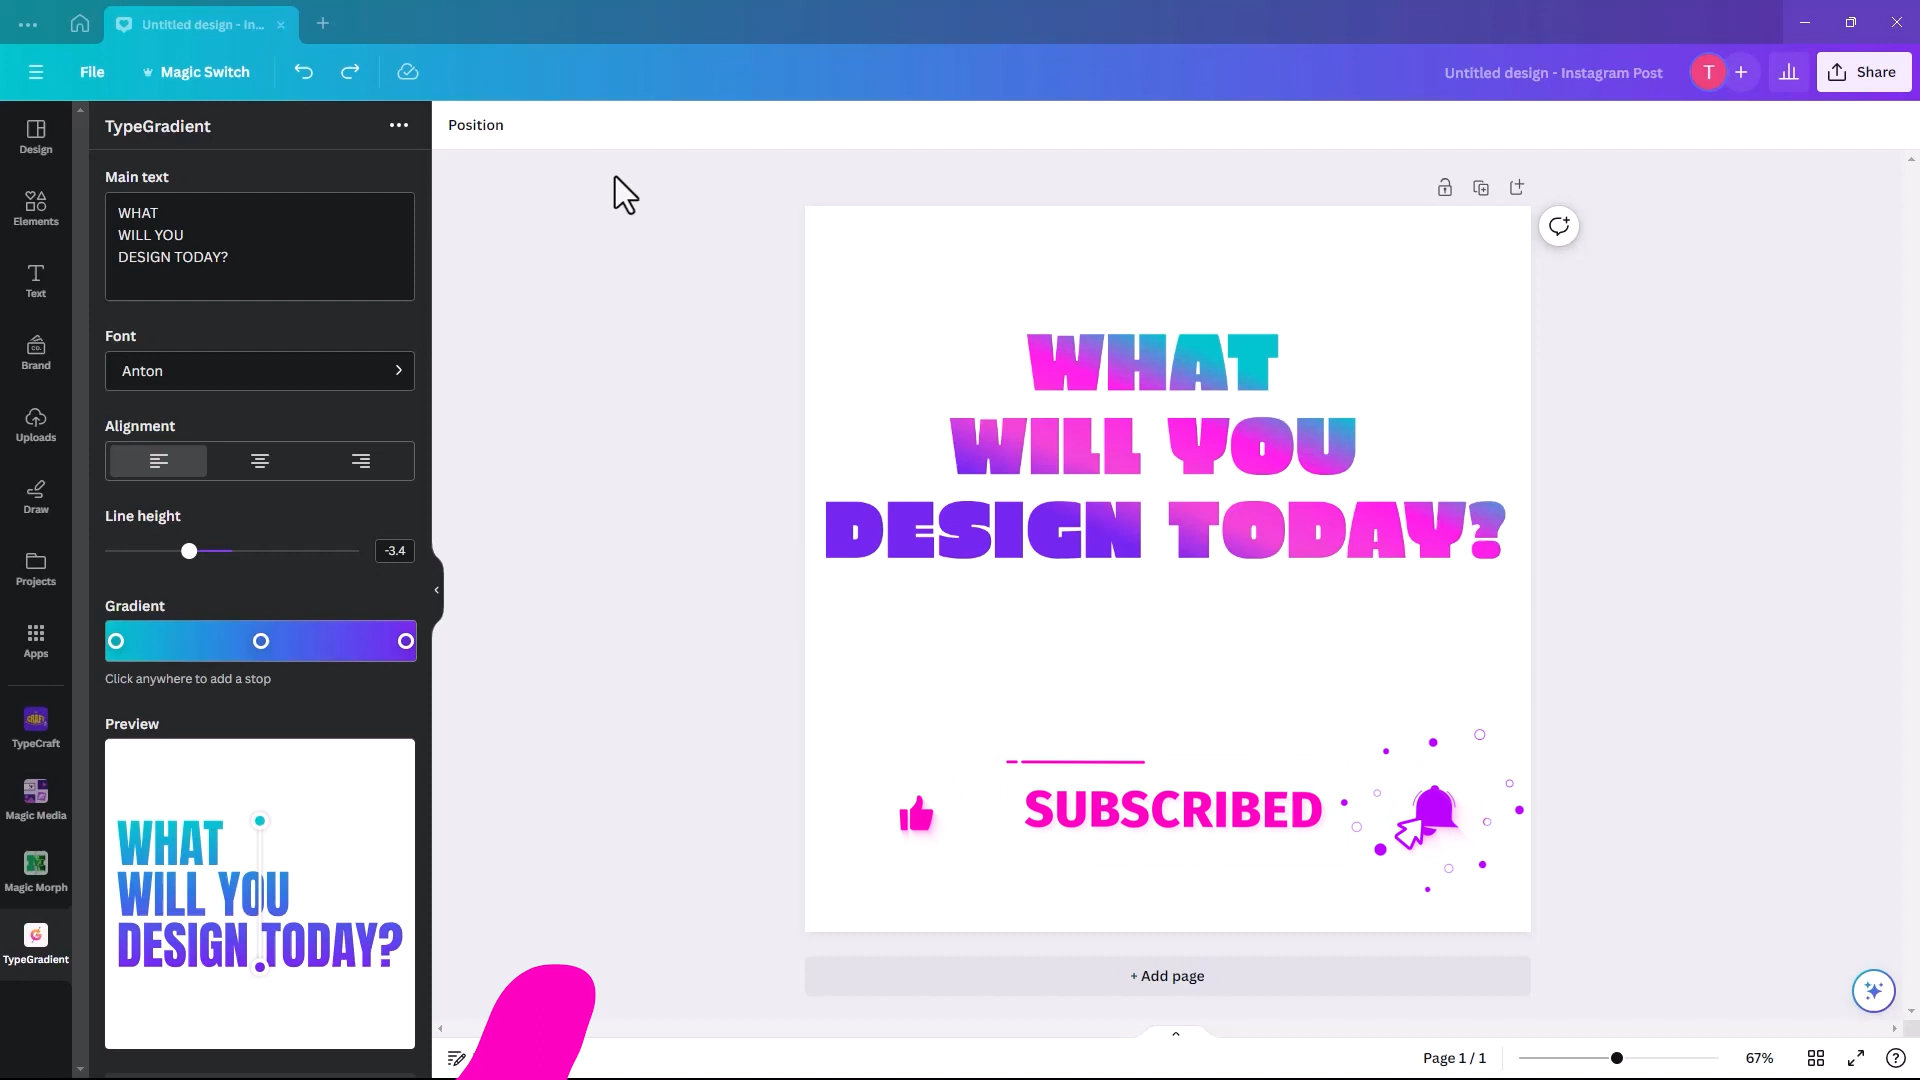 Untitled design - In...
File
Magic Switch
Untitled design - Instagram Post
T
Share
Design
Elements
Text
CO.
Brand
Uploads
Draw
Projects
Apps
CRAFT
TypeCraft
Magic Media
Magic Morph
TypeGradient
TypeGradient
Main text
WHAT
WILL YOU
DESIGN TODAY?
Font
Anton
Alignment
Line height
-3.4
Gradient
Click anywhere to add a stop
Preview
WHAT
WILL YOU
DESIGN TODAY?
Position
WHAT
WILL YOU
DESIGN TODAY?
SUBSCRIBED
+ Add page
Page 1 / 1
67%